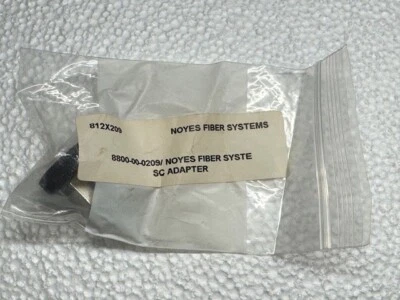 812X209 NOYES FIBER SYSTEMS
8800-00-0209/ NOYES FIBER SYSTE
SC ADAPTER